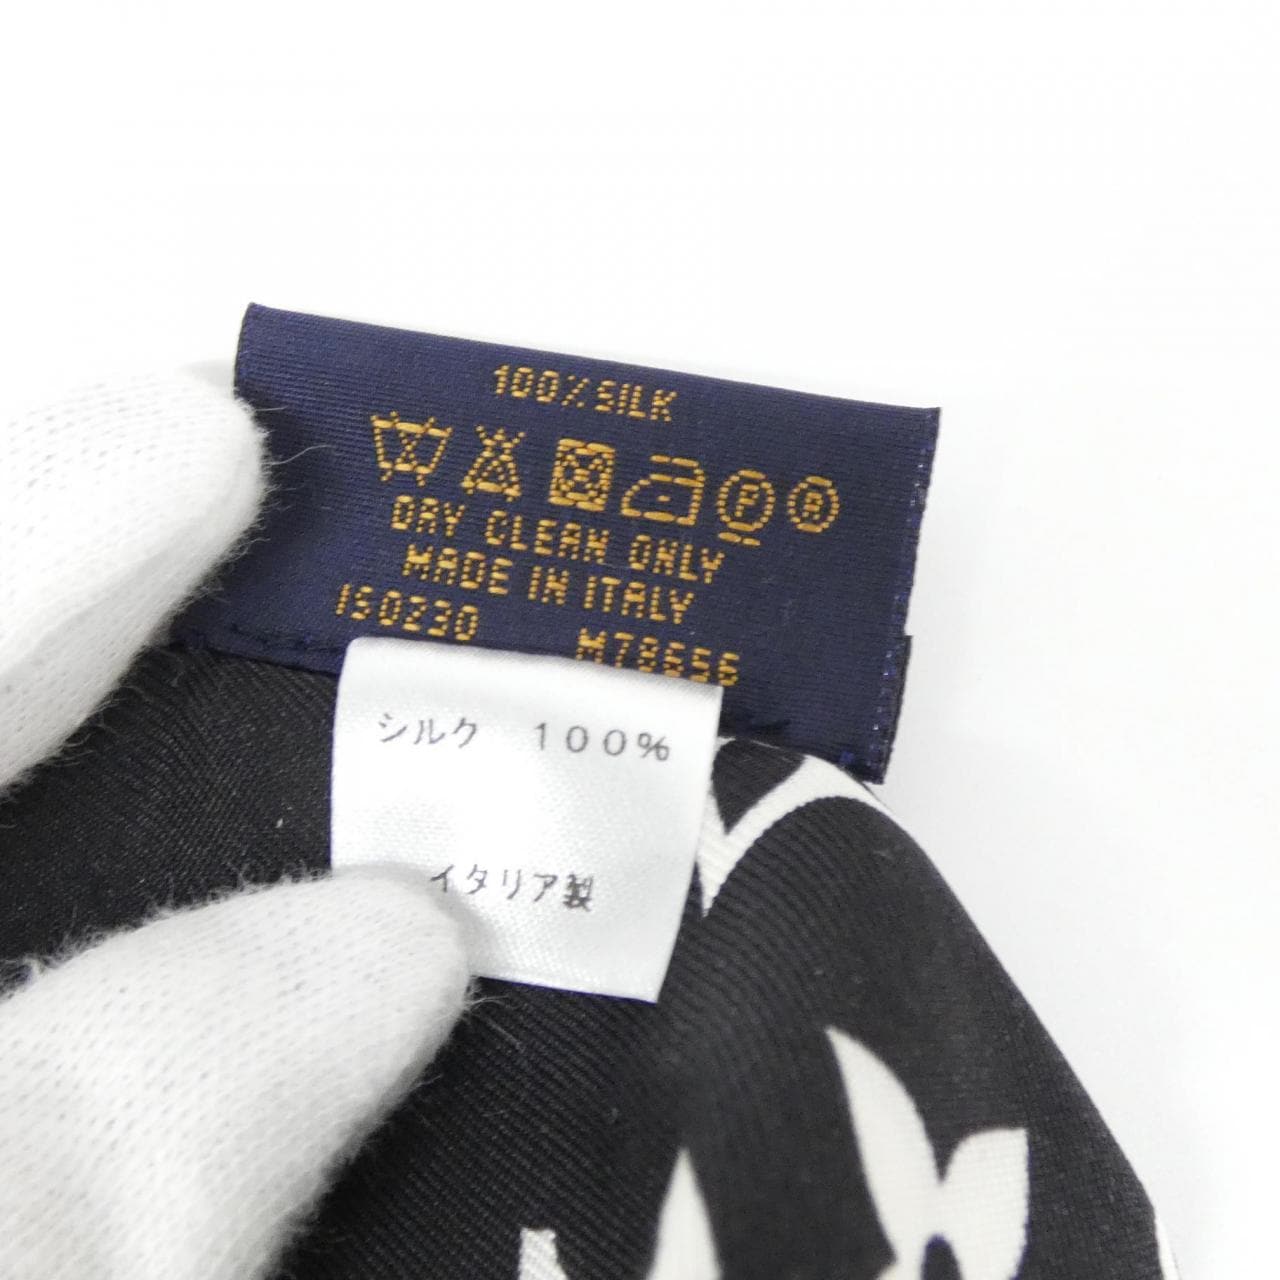 100% SILK
P A
DRY CLEAN ONLY
MADE IN ITALY
150230 M78656
シルク 100%
イタリア製